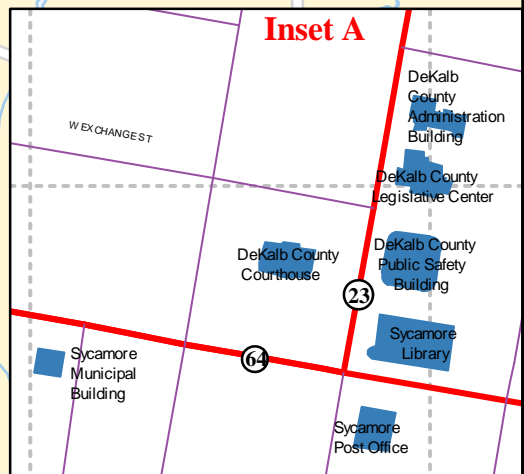 Inset A
DeKalb
County
Administration
Building
W EXCHANGE ST
DeKalb County
Legislative Center
DeKalb County
Courthouse
DeKalb County
Public Safety
Building
23
Sycamore
Library
64
Sycamore
Municipal
Building
Sycamore
Post Office